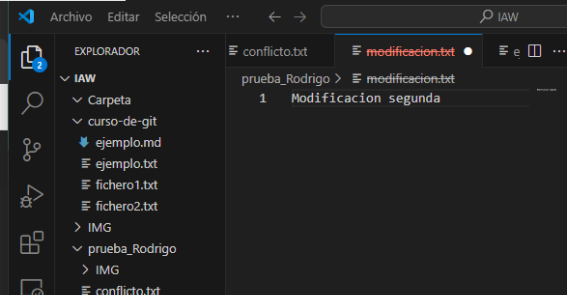 Archivo Editar Selección ··· IAW
EXPLORADOR ···
conflicto.txt modificacion.txt e
prueba_Rodrigo > modificacion.txt
1 Modificacion segunda
2
IAW
Carpeta
curso-de-git
ejemplo.md
ejemplo.txt
fichero1.txt
fichero2.txt
IMG
prueba_Rodrigo
IMG
conflicto.txt